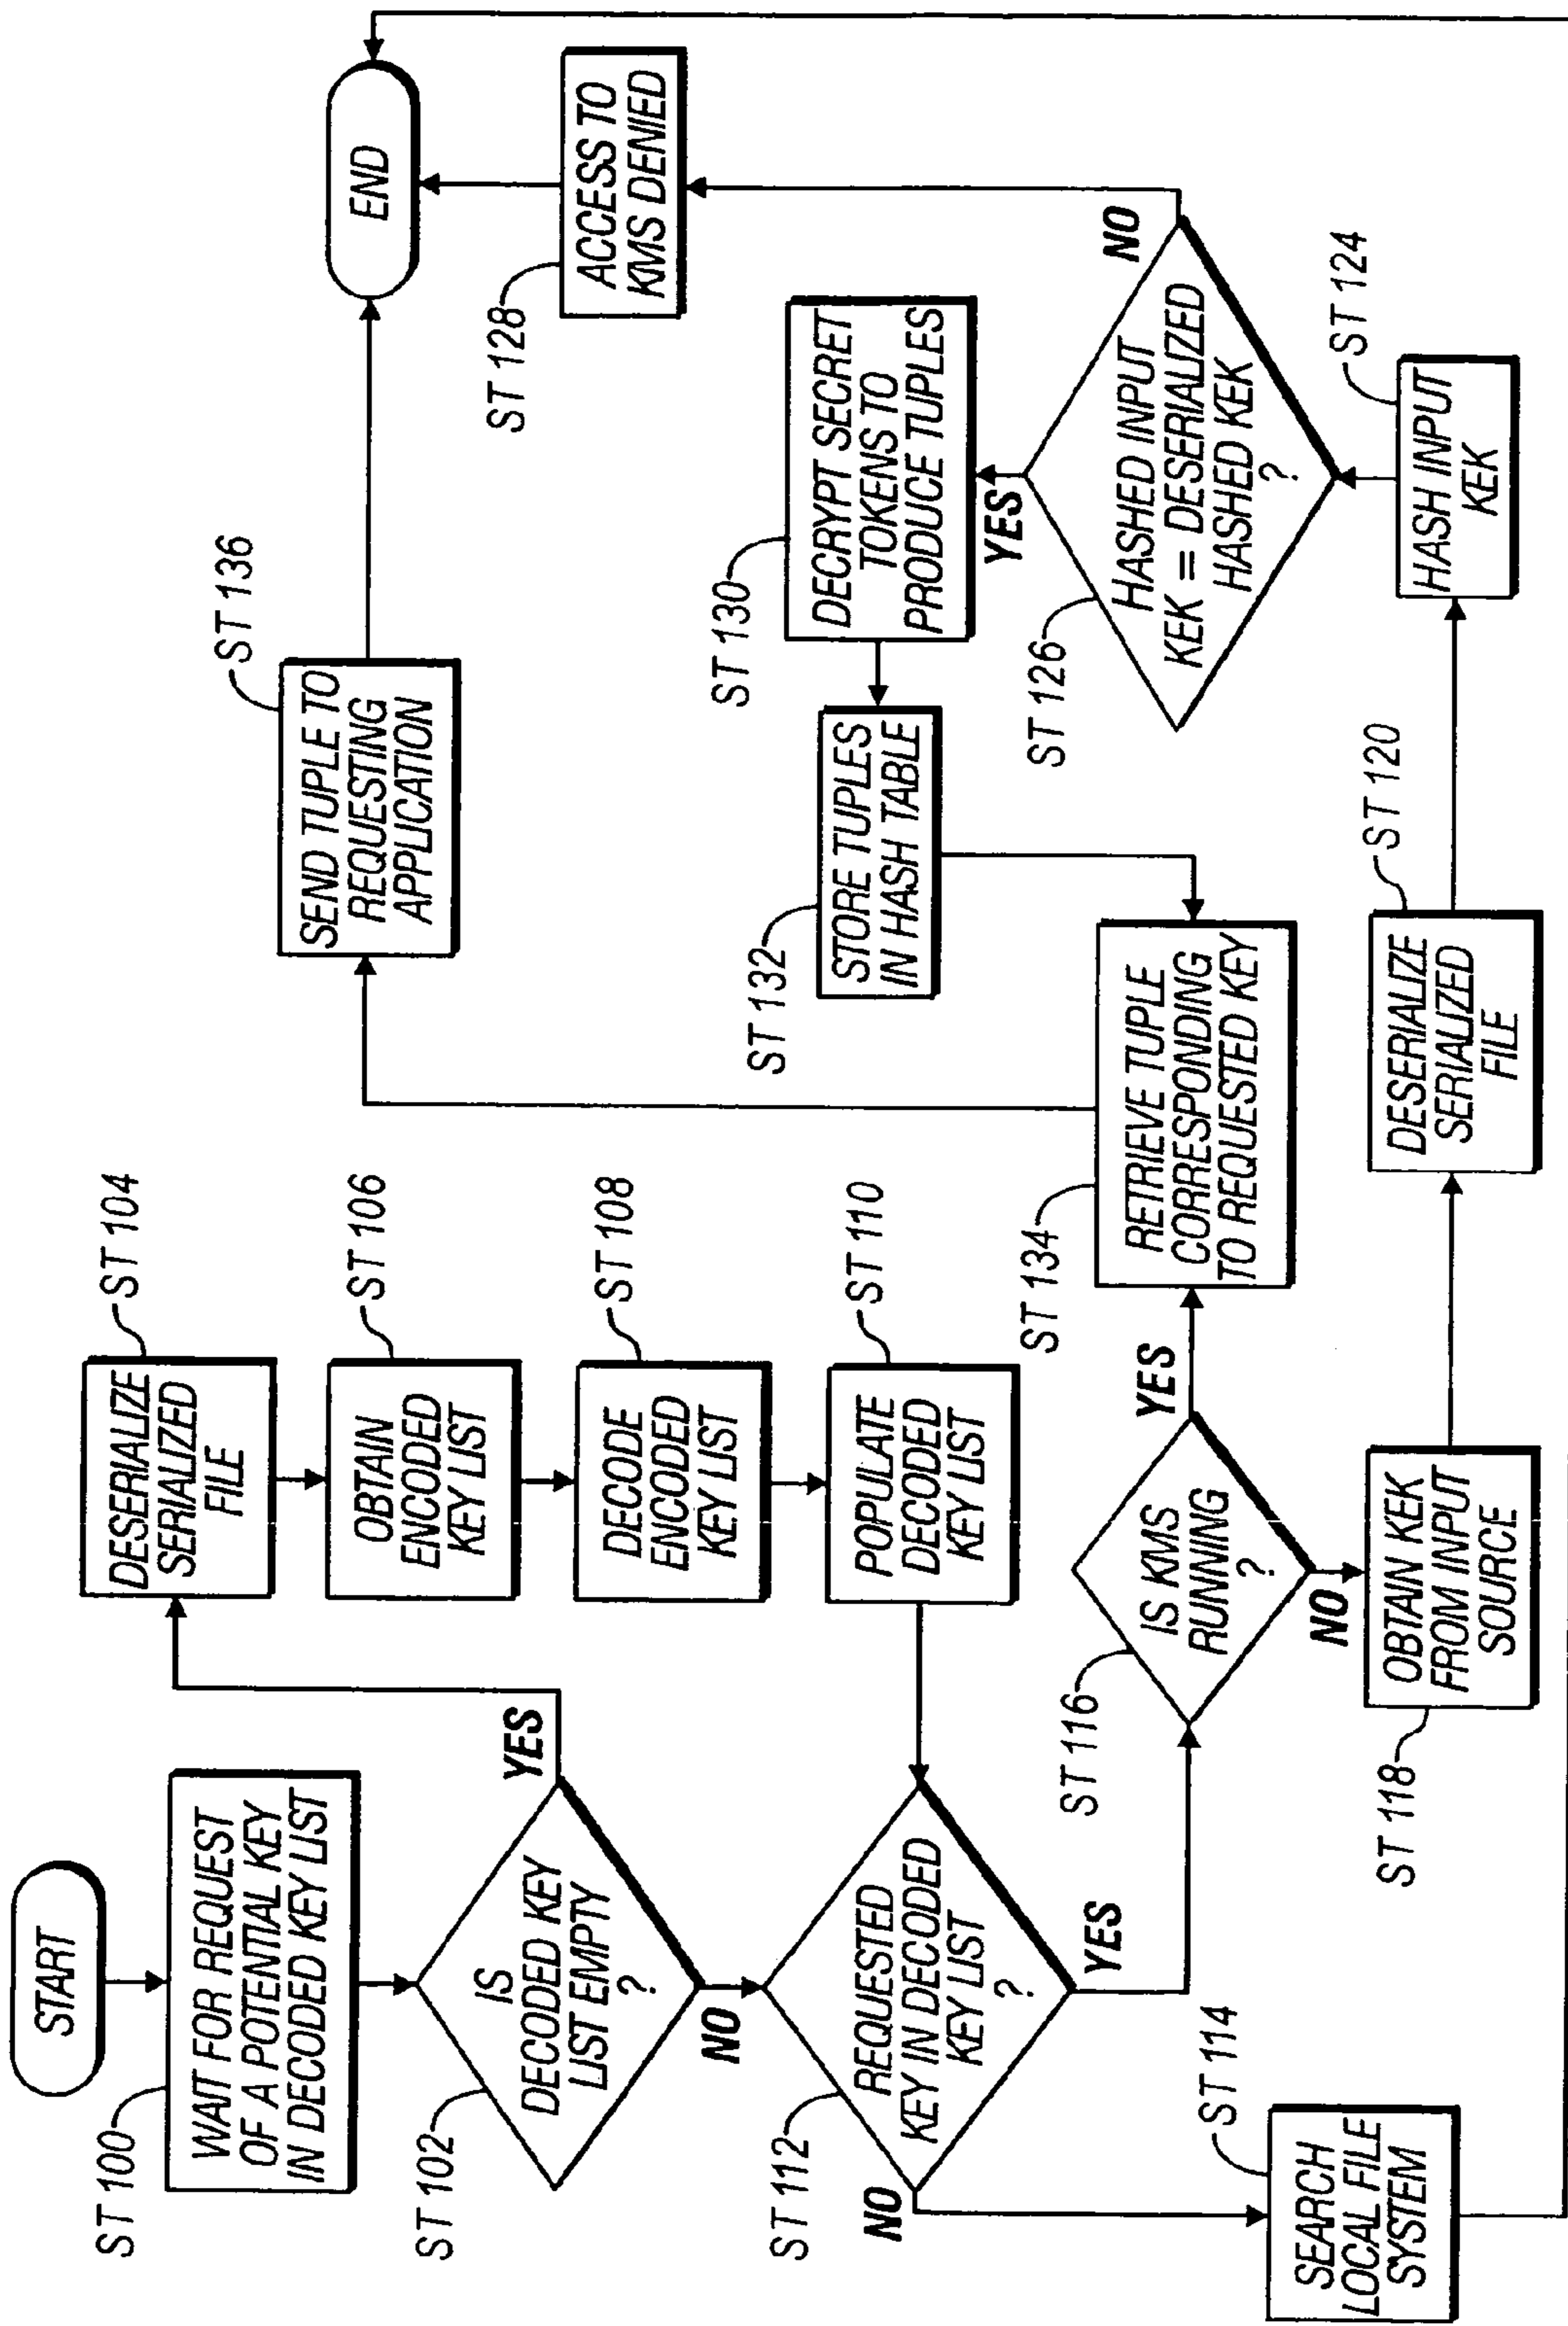 START
ST 100
WAIT FOR REQUEST
OF A POTENTIAL KEY
IN DECODED KEY LIST
ST 102
IS
DECODED KEY
LIST EMPTY
?
YES
NO
DESERIALIZE
SERIALIZED
FILE
ST 104
OBTAIN
ENCODED
KEY LIST
ST 106
DECODE
ENCODED
KEY LIST
ST 108
POPULATE
DECODED
KEY LIST
ST 110
ST 112
REQUESTED
KEY IN DECODED
KEY LIST
?
NO
YES
ST 114
SEARCH
LOCAL FILE
SYSTEM
ST 116
IS KMS
RUNNING
?
YES
NO
ST 118
OBTAIN KEK
FROM INPUT
SOURCE
ST 120
DESERIALIZE
SERIALIZED
FILE
ST 124
HASH INPUT
KEK
ST 126
HASHED INPUT
KEK = DESERIALIZED
HASHED KEK
?
YES
NO
ST 128
ACCESS TO
KMS DENIED
ST 130
DECRYPT SECRET
TOKENS TO
PRODUCE TUPLES
ST 132
STORE TUPLES
IN HASH TABLE
ST 134
RETRIEVE TUPLE
CORRESPONDING
TO REQUESTED KEY
ST 136
SEND TUPLE TO
REQUESTING
APPLICATION
END